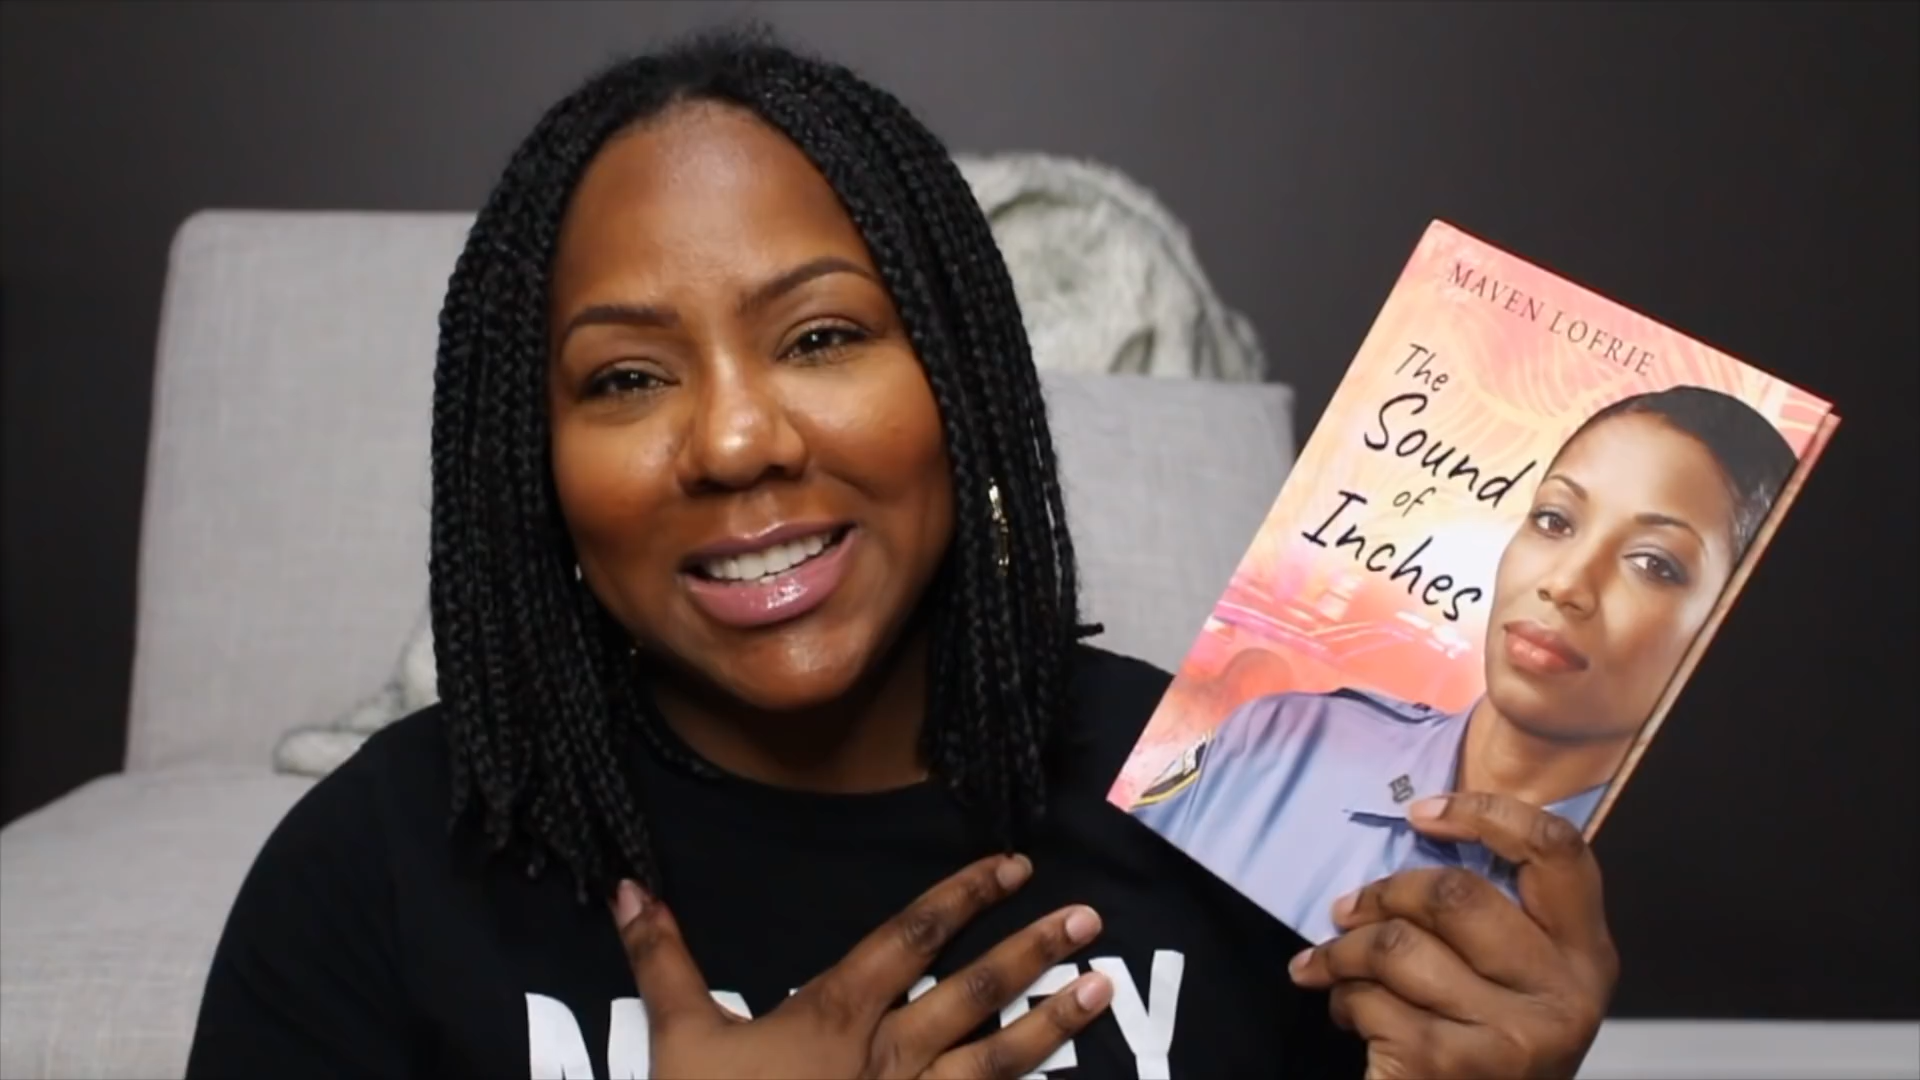 MAVEN LOFRIE
The
Sound
of
Inches